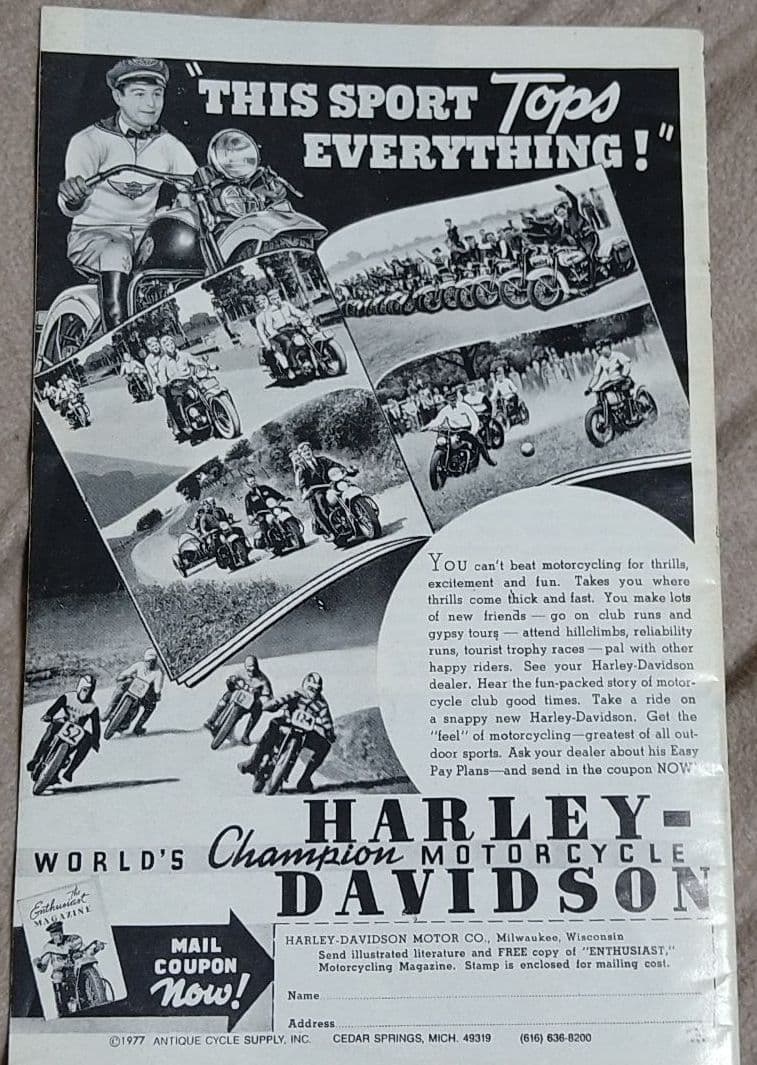 "THIS SPORT Tops
EVERYTHING!"
YOU can't beat motorcycling for thrills,
excitement and fun. Takes you where
thrills come thick and fast. You make lots
of new friends — go on club runs and
gypsy tours — attend hillclimbs, reliability
runs, tourist trophy races — pal with other
happy riders. See your Harley-Davidson
dealer. Hear the fun-packed story of motor-
cycle club good times. Take a ride on
a snappy new Harley-Davidson. Get the
"feel" of motorcycling—greatest of all out-
door sports. Ask your dealer about his Easy
Pay Plans—and send in the coupon NOW
52
124
HARLEY-
WORLD'S Champion MOTORCYCLE
DAVIDSON
The
Enthusiast
MAGAZINE
MAIL
COUPON
Now!
HARLEY-DAVIDSON MOTOR CO., Milwaukee, Wisconsin
Send illustrated literature and FREE copy of "ENTHUSIAST,"
Motorcycling Magazine. Stamp is enclosed for mailing cost.
Name
Address
©1977 ANTIQUE CYCLE SUPPLY, INC. CEDAR SPRINGS, MICH. 49319 (616) 636-8200